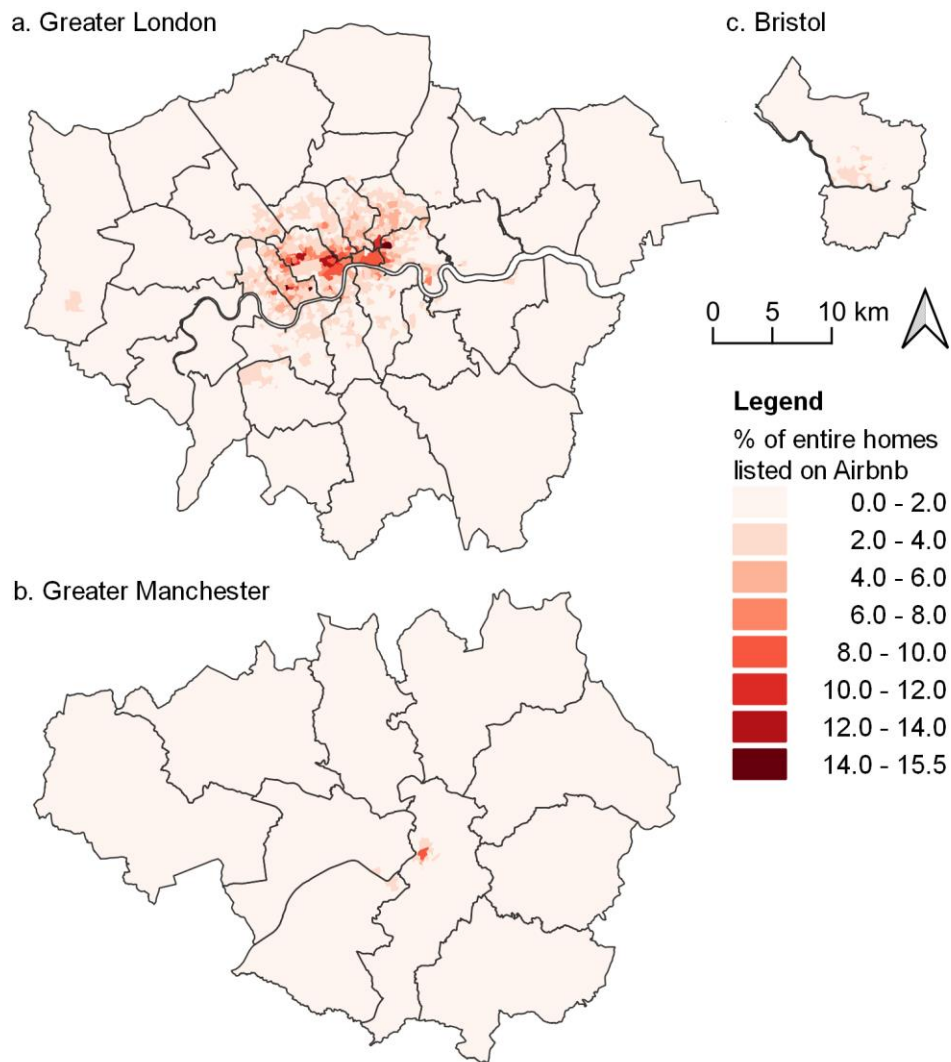 a. Greater London
c. Bristol
0 5 10 km
Legend
% of entire homes
listed on Airbnb
0.0 - 2.0
2.0 - 4.0
4.0 - 6.0
6.0 - 8.0
8.0 - 10.0
10.0 - 12.0
12.0 - 14.0
14.0 - 15.5
b. Greater Manchester